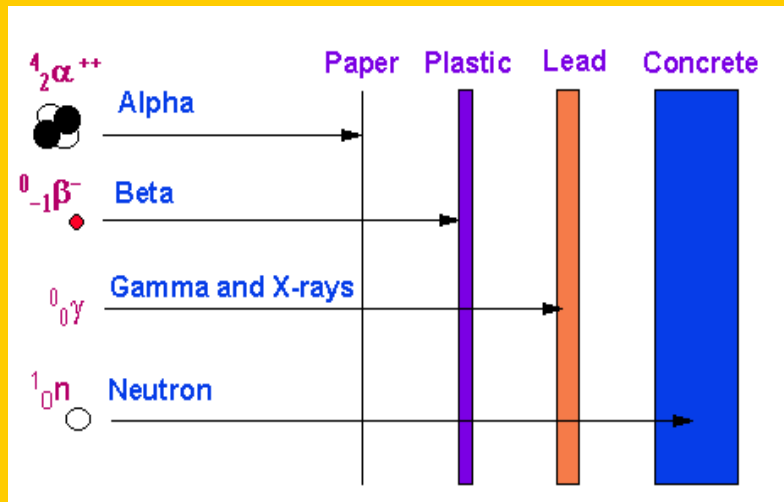 Paper Plastic Lead Concrete
⁴₂α⁺⁺
Alpha
⁰₋₁β⁻
Beta
⁰₀γ
Gamma and X-rays
¹₀n
Neutron